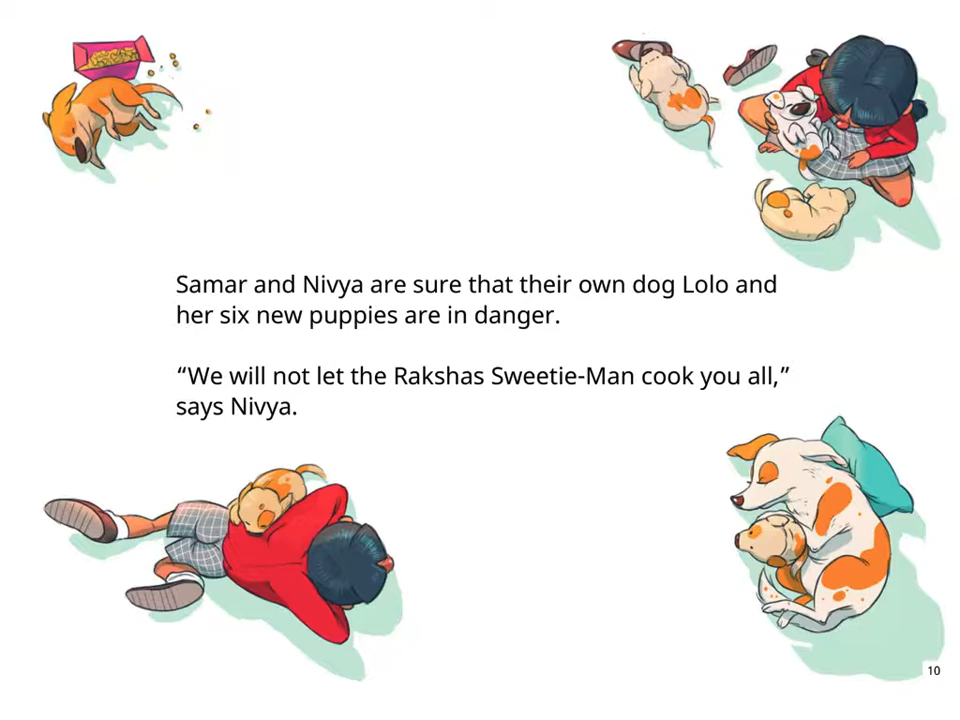 Samar and Nivya are sure that their own dog Lolo and
her six new puppies are in danger.
“We will not let the Rakshas Sweetie-Man cook you all,”
says Nivya.
10